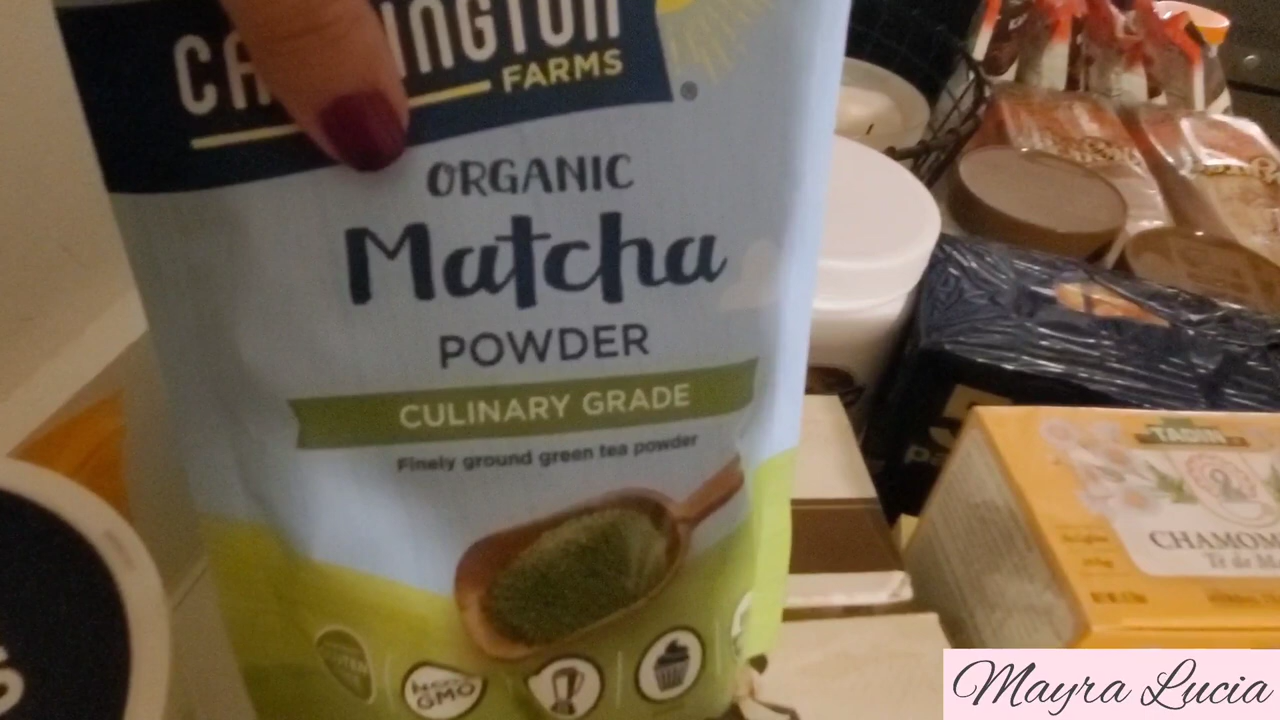 FARMS
®
ORGANIC
Matcha
POWDER
CULINARY GRADE
Finely ground green tea powder
GMO
TADIN
Mayra Lucia